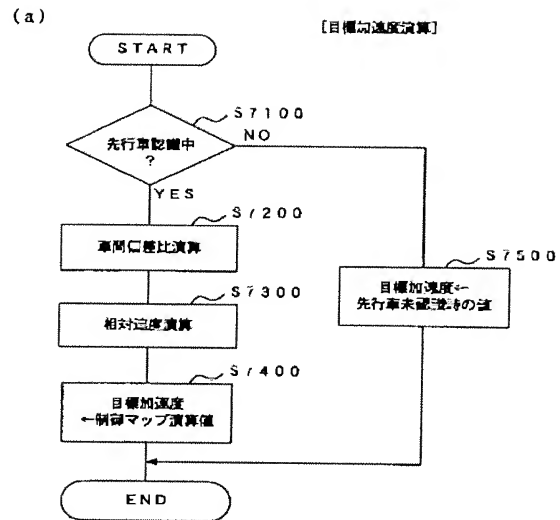 (a)
[目標加速度演算]
START
S7100
先行車認識中
?
NO
YES
S7200
車間偏差比演算
S7500
目標加速度←
先行車未認識時の値
S7300
相対速度演算
S7400
目標加速度
←制御マップ演算値
END